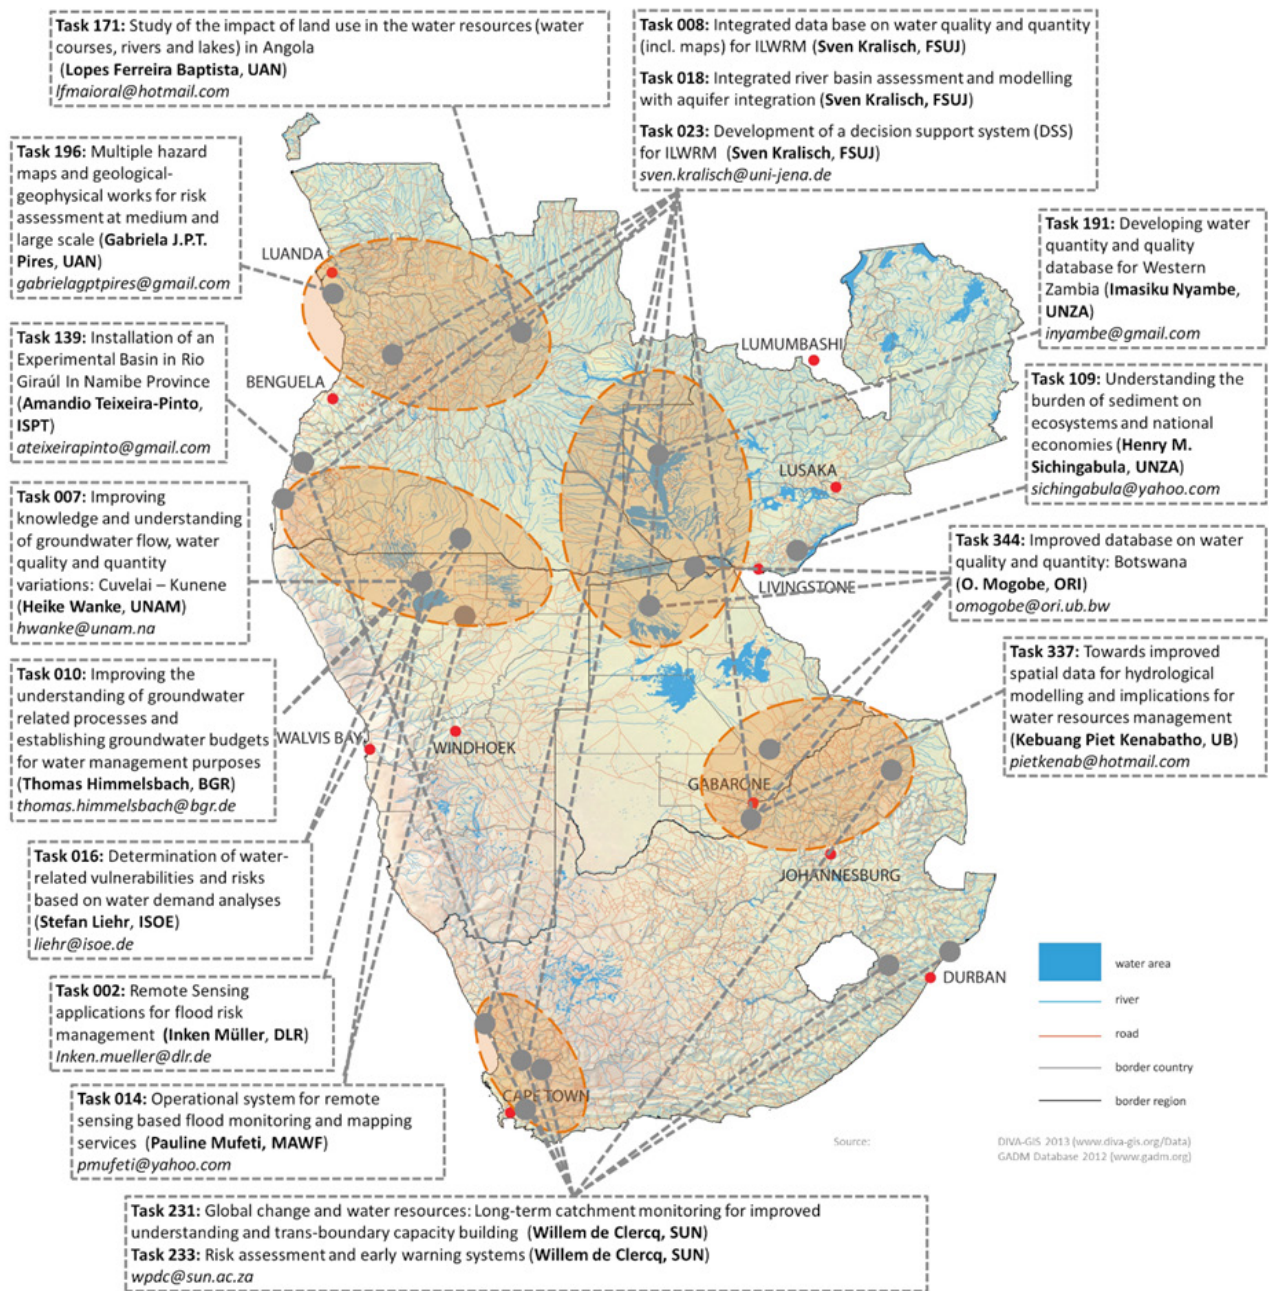 Task 171: Study of the impact of land use in the water resources (water
courses, rivers and lakes) in Angola
(Lopes Ferreira Baptista, UAN)
lfmaioral@hotmail.com
Task 008: Integrated data base on water quality and quantity
(incl. maps) for ILWRM (Sven Kralisch, FSUJ)
Task 018: Integrated river basin assessment and modelling
with aquifer integration (Sven Kralisch, FSUJ)
Task 023: Development of a decision support system (DSS)
for ILWRM (Sven Kralisch, FSUJ)
sven.kralisch@uni-jena.de
Task 196: Multiple hazard
maps and geological-
geophysical works for risk
assessment at medium and
large scale (Gabriela J.P.T.
Pires, UAN)
gabrielagptpires@gmail.com
Task 191: Developing water
quantity and quality
database for Western
Zambia (Imasiku Nyambe,
UNZA)
inyambe@gmail.com
Task 139: Installation of an
Experimental Basin in Rio
Giraúl In Namibe Province
(Amandio Teixeira-Pinto,
ISPT)
ateixeirapinto@gmail.com
Task 109: Understanding the
burden of sediment on
ecosystems and national
economies (Henry M.
Sichingabula, UNZA)
sichingabula@yahoo.com
Task 007: Improving
knowledge and understanding
of groundwater flow, water
quality and quantity
variations: Cuvelai – Kunene
(Heike Wanke, UNAM)
hwanke@unam.na
Task 344: Improved database on water
quality and quantity: Botswana
(O. Mogobe, ORI)
omogobe@ori.ub.bw
Task 337: Towards improved
spatial data for hydrological
modelling and implications for
water resources management
(Kebuang Piet Kenabatho, UB)
pietkenab@hotmail.com
Task 010: Improving the
understanding of groundwater
related processes and
establishing groundwater budgets
for water management purposes
(Thomas Himmelsbach, BGR)
thomas.himmelsbach@bgr.de
Task 016: Determination of water-
related vulnerabilities and risks
based on water demand analyses
(Stefan Liehr, ISOE)
liehr@isoe.de
Task 002: Remote Sensing
applications for flood risk
management (Inken Müller, DLR)
Inken.mueller@dlr.de
Task 014: Operational system for remote
sensing based flood monitoring and mapping
services (Pauline Mufeti, MAWF)
pmufeti@yahoo.com
Task 231: Global change and water resources: Long-term catchment monitoring for improved
understanding and trans-boundary capacity building (Willem de Clercq, SUN)
Task 233: Risk assessment and early warning systems (Willem de Clercq, SUN)
wpdc@sun.ac.za
LUANDA
BENGUELA
LUMUMBASHI
LUSAKA
LIVINGSTONE
WALVIS BAY
WINDHOEK
GABARONE
JOHANNESBURG
DURBAN
CAPE TOWN
water area
river
road
border country
border region
Source:
DIVA-GIS 2013 (www.diva-gis.org/Data)
GADM Database 2012 (www.gadm.org)